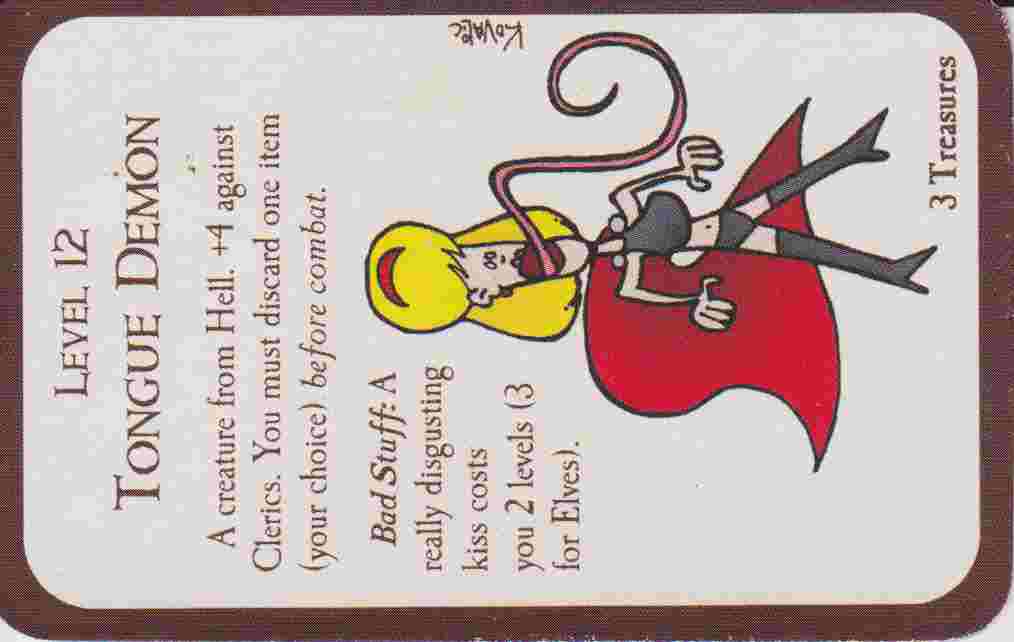 LEVEL 12
TONGUE DEMON
A creature from Hell. +4 against
Clerics. You must discard one item
(your choice) before combat.
Bad Stuff: A
really disgusting
kiss costs
you 2 levels (3
for Elves).
KOVALIC
3 Treasures